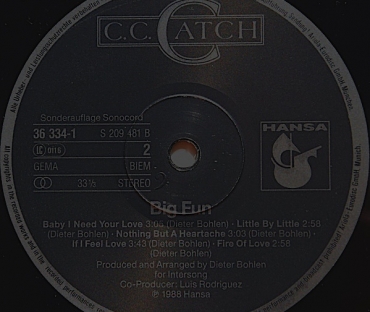 C.C. CATCH
Sonderauflage Sonocord
36 334-1 S 209 481 B
LC 0116 2
GEMA BIEM
33⅓ STEREO
HANSA
Big Fun
Baby I Need Your Love 3:05 (Dieter Bohlen) · Little By Little 2:58
(Dieter Bohlen) · Nothing But A Heartache 3:03 (Dieter Bohlen) ·
If I Feel Love 3:43 (Dieter Bohlen) · Fire Of Love 2:58
(Dieter Bohlen)
Produced and Arranged by Dieter Bohlen
for Intersong
Co-Producer: Luis Rodriguez
℗ 1988 Hansa